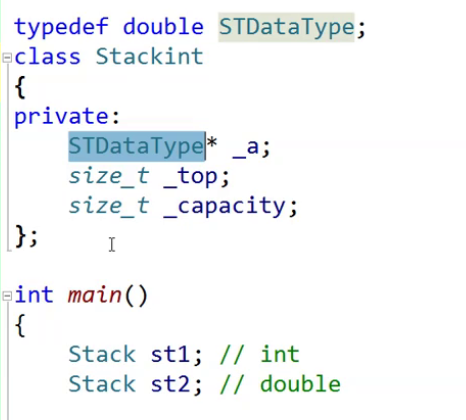 typedef double STDataType;
class Stackint
{
private:
    STDataType* _a;
    size_t _top;
    size_t _capacity;
};
int main()
{
    Stack st1; // int
    Stack st2; // double